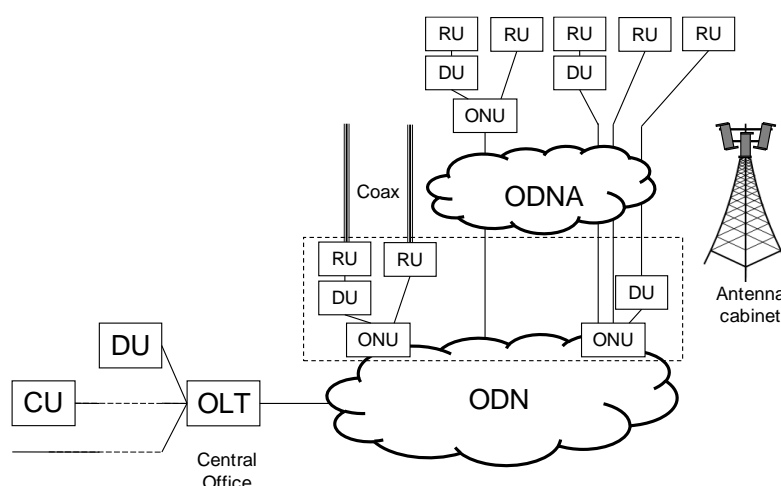 RU
RU
RU
RU
RU
DU
DU
ONU
ODNA
Coax
RU
RU
DU
DU
ONU
ONU
Antenna
cabinet
DU
CU
OLT
ODN
Central
Office